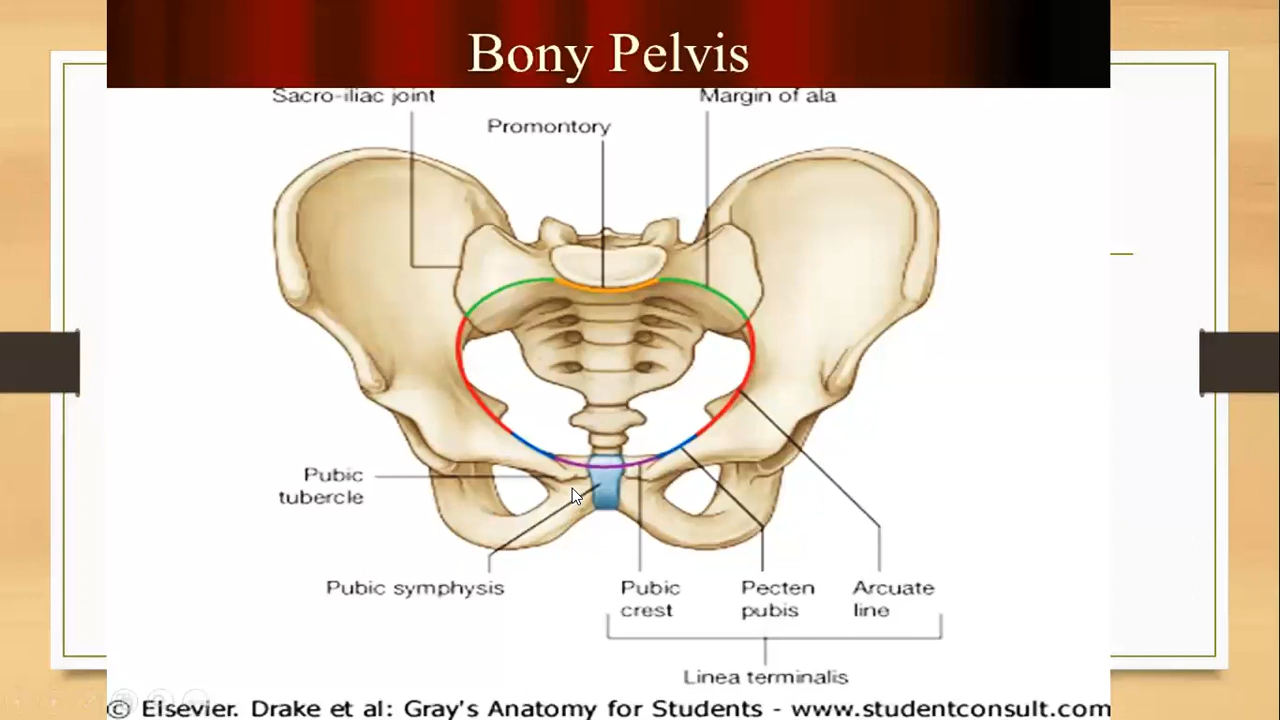 Bony Pelvis
Sacro-iliac joint
Margin of ala
Promontory
Pubic
tubercle
Pubic symphysis
Pubic
crest
Pecten
pubis
Arcuate
line
Linea terminalis
© Elsevier. Drake et al: Gray's Anatomy for Students - www.studentconsult.com